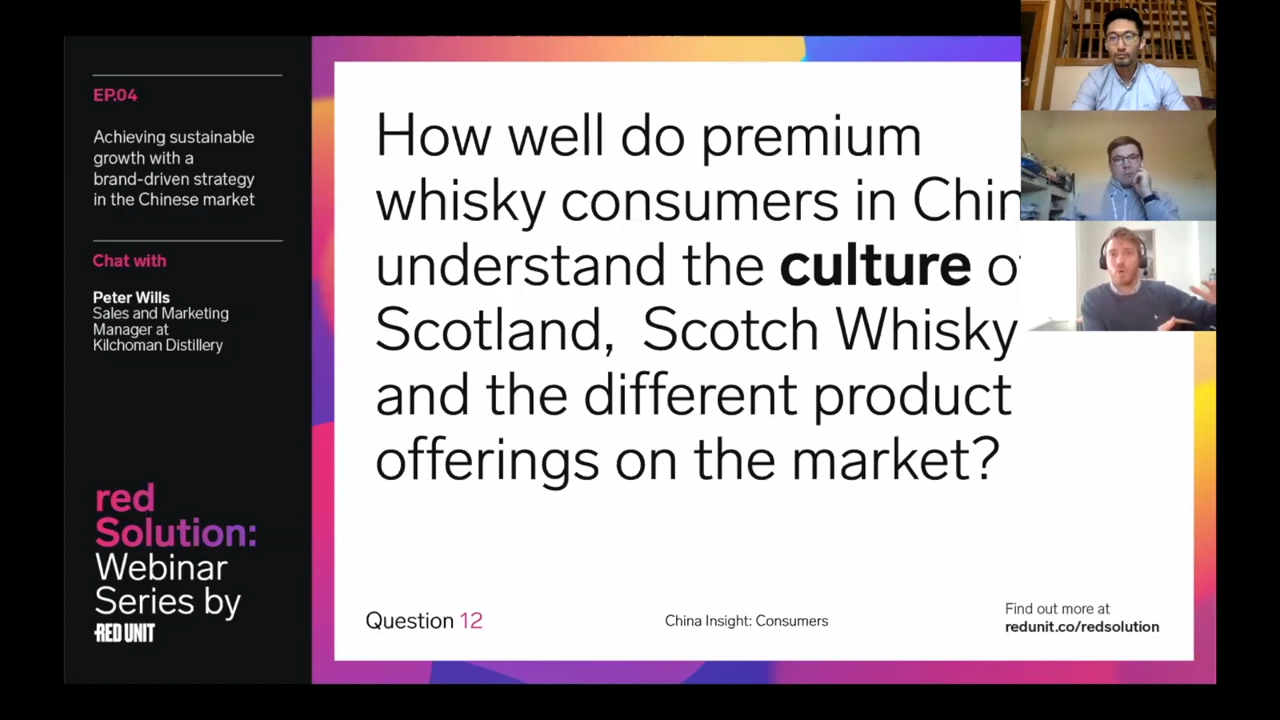 EP.04
Achieving sustainable
growth with a
brand-driven strategy
in the Chinese market
Chat with
Peter Wills
Sales and Marketing
Manager at
Kilchoman Distillery
red
Solution:
Webinar
Series by
RED UNIT
How well do premium
whisky consumers in Chin
understand the culture o
Scotland, Scotch Whisky
and the different product
offerings on the market?
Question 12
China Insight: Consumers
Find out more at
redunit.co/redsolution